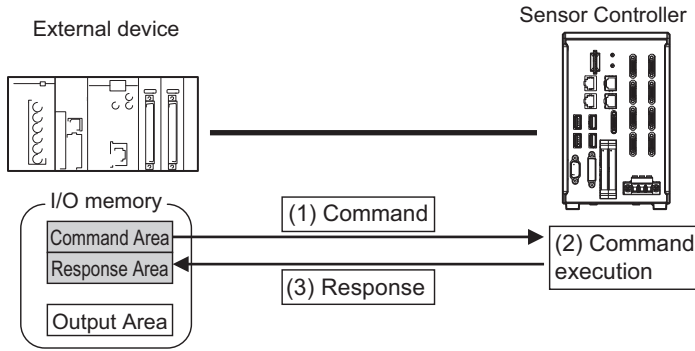 Sensor Controller
External device
I/O memory
(1) Command
Command Area
(2) Command
execution
Response Area
(3) Response
Output Area